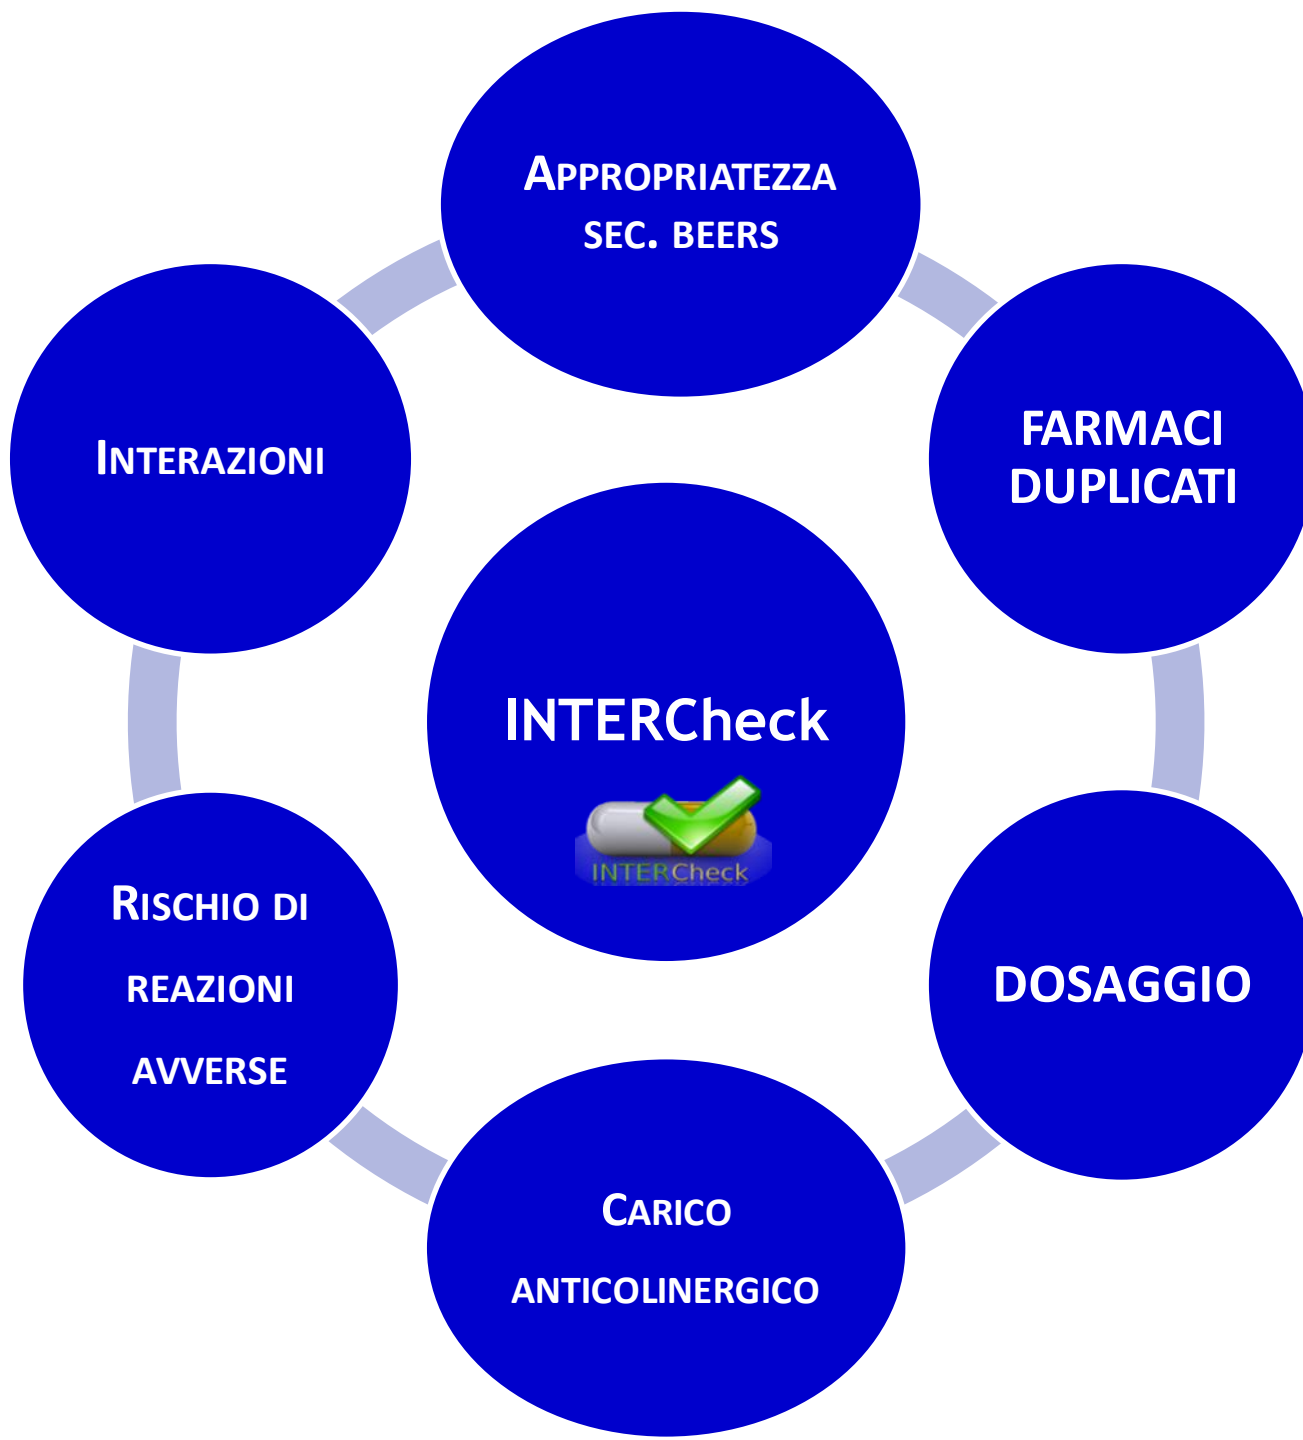 Appropriatezza
sec. beers
Interazioni
FARMACI
DUPLICATI
INTERCheck
INTERCheck
Rischio di
reazioni
avverse
DOSAGGIO
Carico
anticolinergico